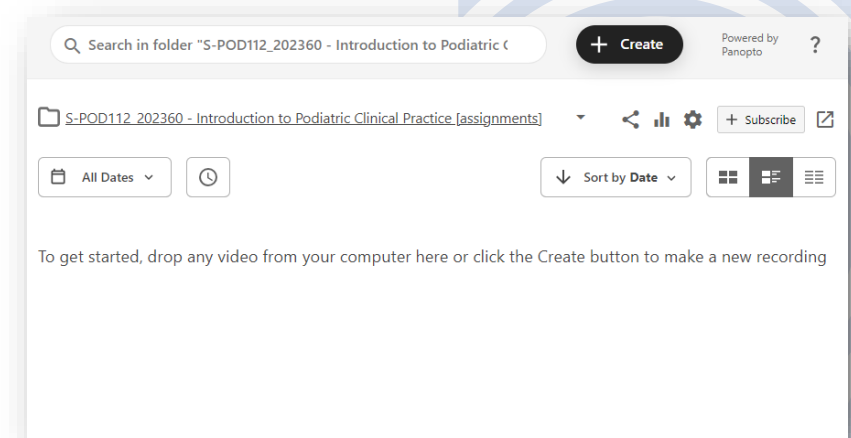 Search in folder "S-POD112_202360 - Introduction to Podiatric C
+ Create
Powered by
Panopto
?
S-POD112_202360 - Introduction to Podiatric Clinical Practice [assignments]
+ Subscribe
All Dates
Sort by Date
To get started, drop any video from your computer here or click the Create button to make a new recording